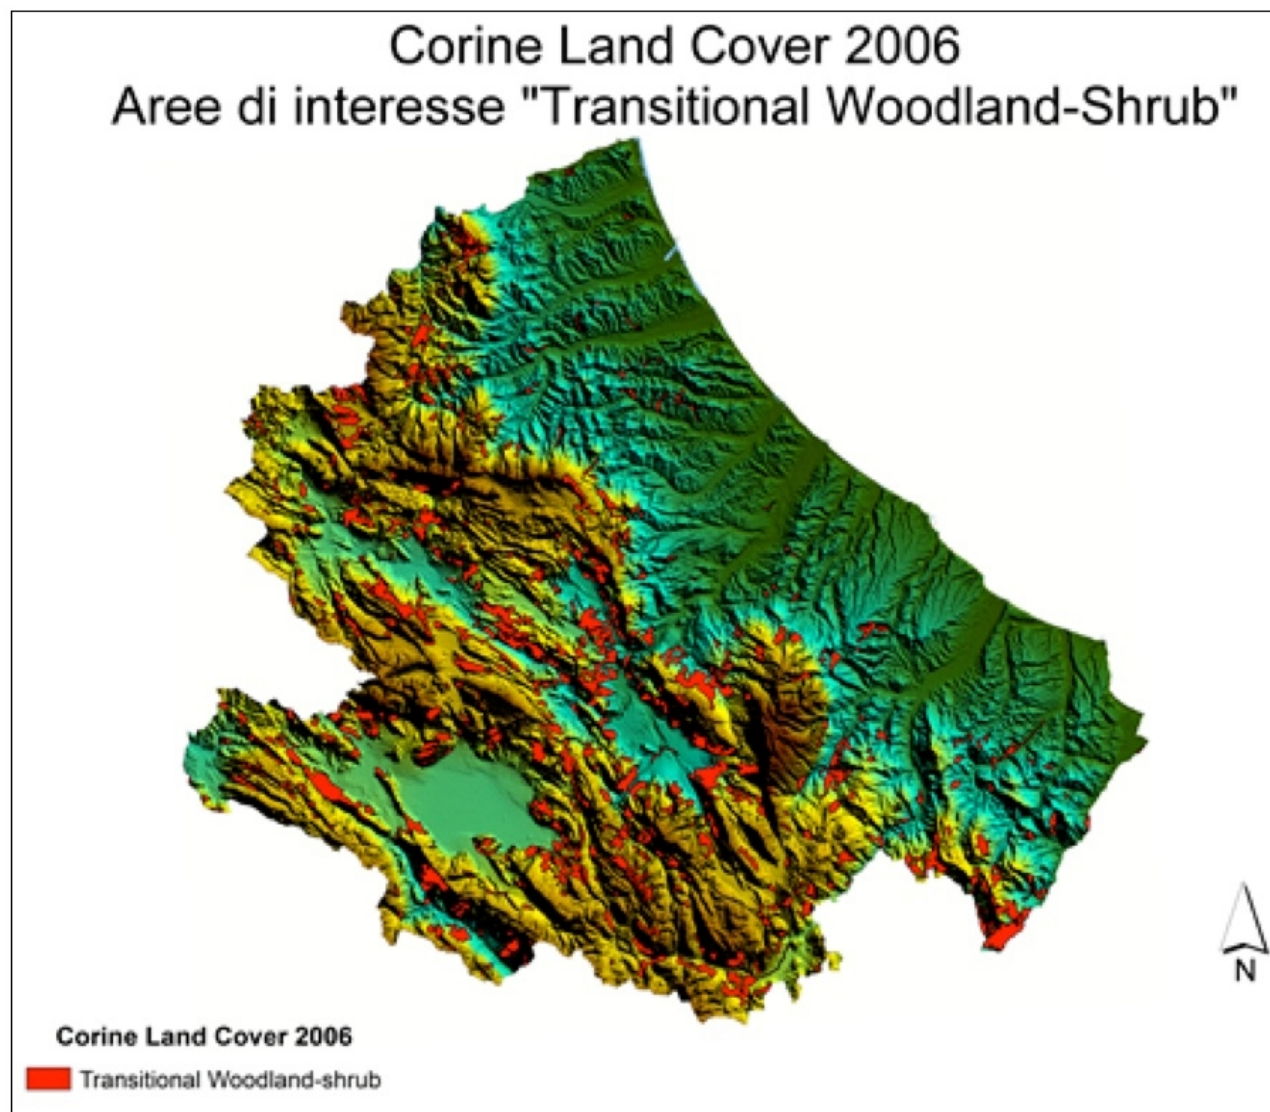 Corine Land Cover 2006
Aree di interesse "Transitional Woodland-Shrub"
N
Corine Land Cover 2006
Transitional Woodland-shrub